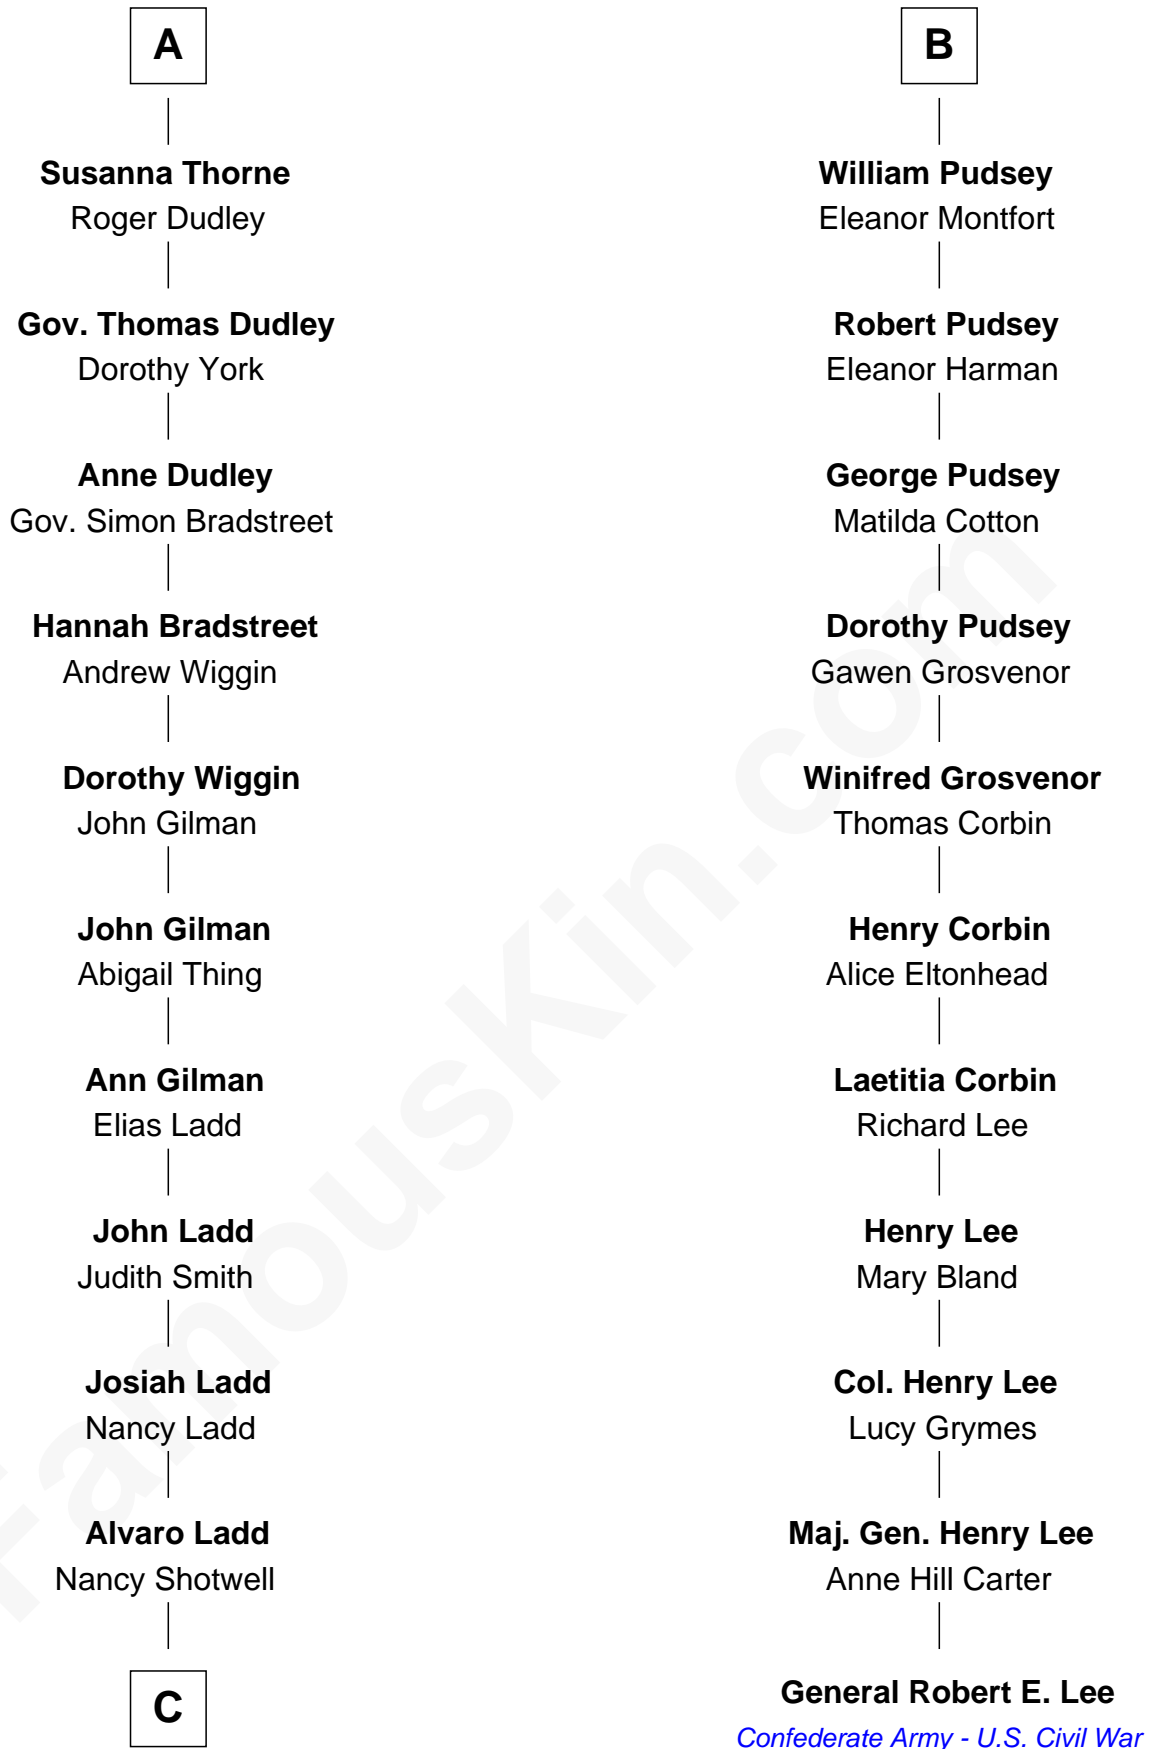 A
Susanna Thorne
Roger Dudley
Gov. Thomas Dudley
Dorothy York
Anne Dudley
Gov. Simon Bradstreet
Hannah Bradstreet
Andrew Wiggin
Dorothy Wiggin
John Gilman
John Gilman
Abigail Thing
Ann Gilman
Elias Ladd
John Ladd
Judith Smith
Josiah Ladd
Nancy Ladd
Alvaro Ladd
Nancy Shotwell
C
B
William Pudsey
Eleanor Montfort
Robert Pudsey
Eleanor Harman
George Pudsey
Matilda Cotton
Dorothy Pudsey
Gawen Grosvenor
Winifred Grosvenor
Thomas Corbin
Henry Corbin
Alice Eltonhead
Laetitia Corbin
Richard Lee
Henry Lee
Mary Bland
Col. Henry Lee
Lucy Grymes
Maj. Gen. Henry Lee
Anne Hill Carter
General Robert E. Lee
Confederate Army - U.S. Civil War
FamousKin.com